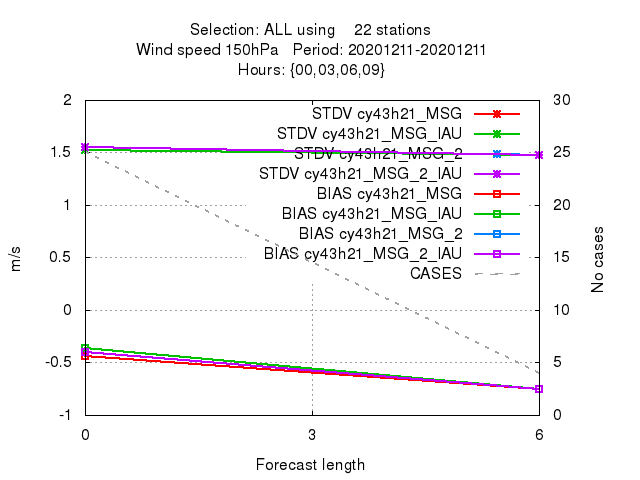 Selection: ALL using 22 stations
Wind speed 150hPa Period: 20201211-20201211
Hours: {00,03,06,09}
2
1.5
1
0.5
0
-0.5
-1
30
25
20
15
10
5
0
0
3
6
m/s
No cases
Forecast length
STDV cy43h21_MSG
STDV cy43h21_MSG_IAU
STDV cy43h21_MSG_2
STDV cy43h21_MSG_2_IAU
BIAS cy43h21_MSG
BIAS cy43h21_MSG_IAU
BIAS cy43h21_MSG_2
BIAS cy43h21_MSG_2_IAU
CASES